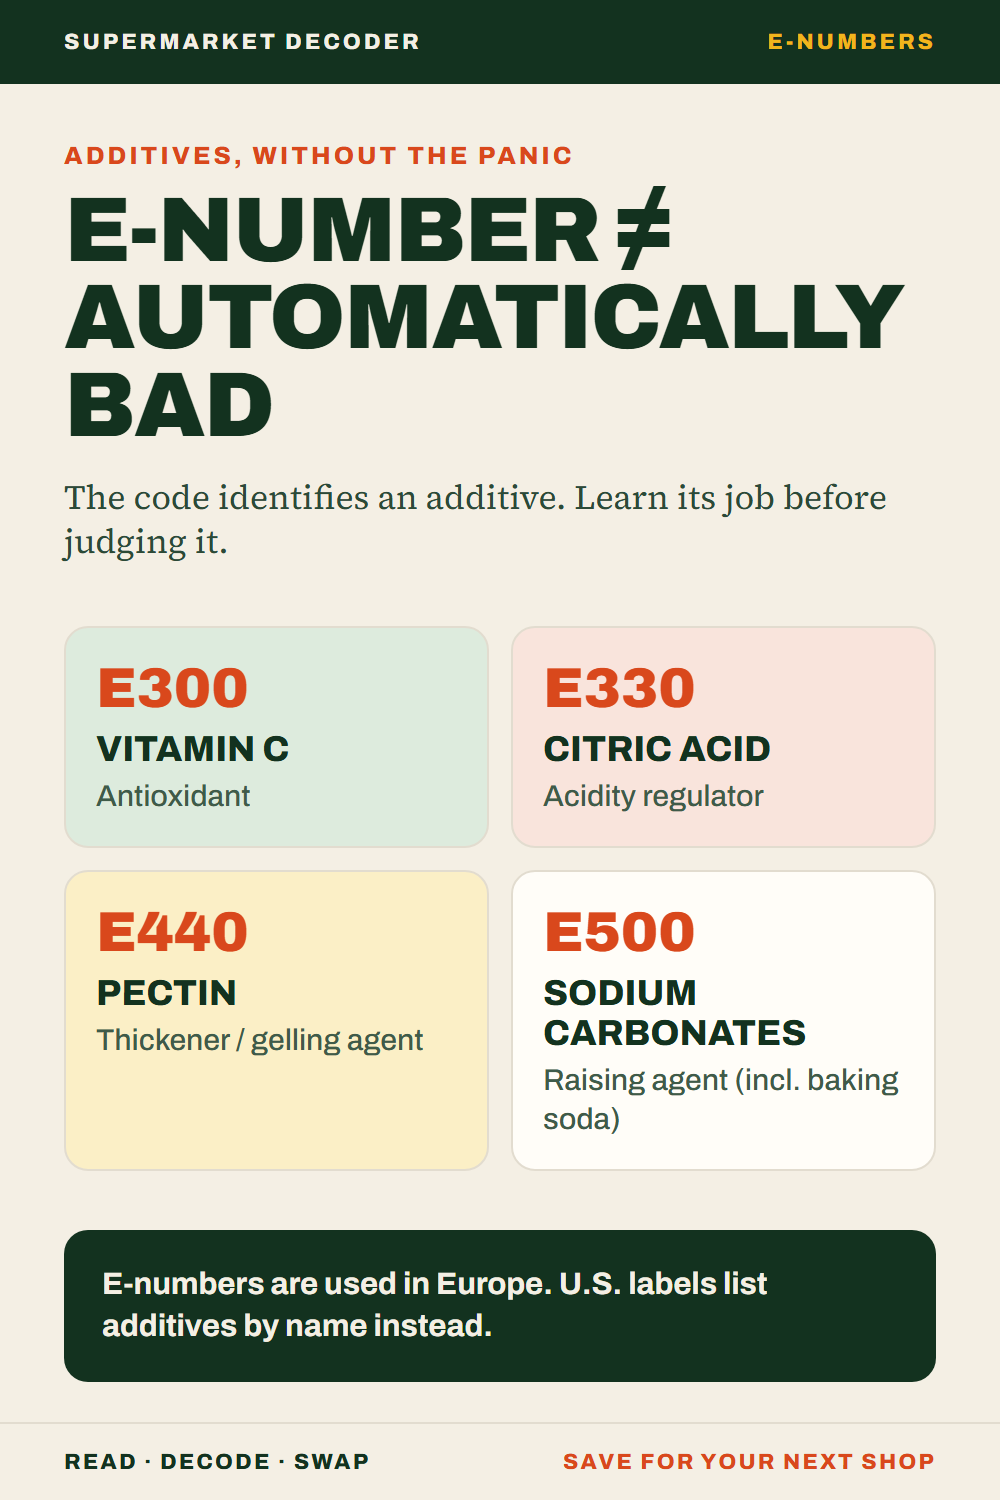 SUPERMARKET DECODER
E-NUMBERS
ADDITIVES, WITHOUT THE PANIC
E-NUMBER ≠
AUTOMATICALLY
BAD
The code identifies an additive. Learn its job before
judging it.
E300
VITAMIN C
Antioxidant
E330
CITRIC ACID
Acidity regulator
E440
PECTIN
Thickener / gelling agent
E500
SODIUM
CARBONATES
Raising agent (incl. baking
soda)
E-numbers are used in Europe. U.S. labels list
additives by name instead.
READ · DECODE · SWAP
SAVE FOR YOUR NEXT SHOP